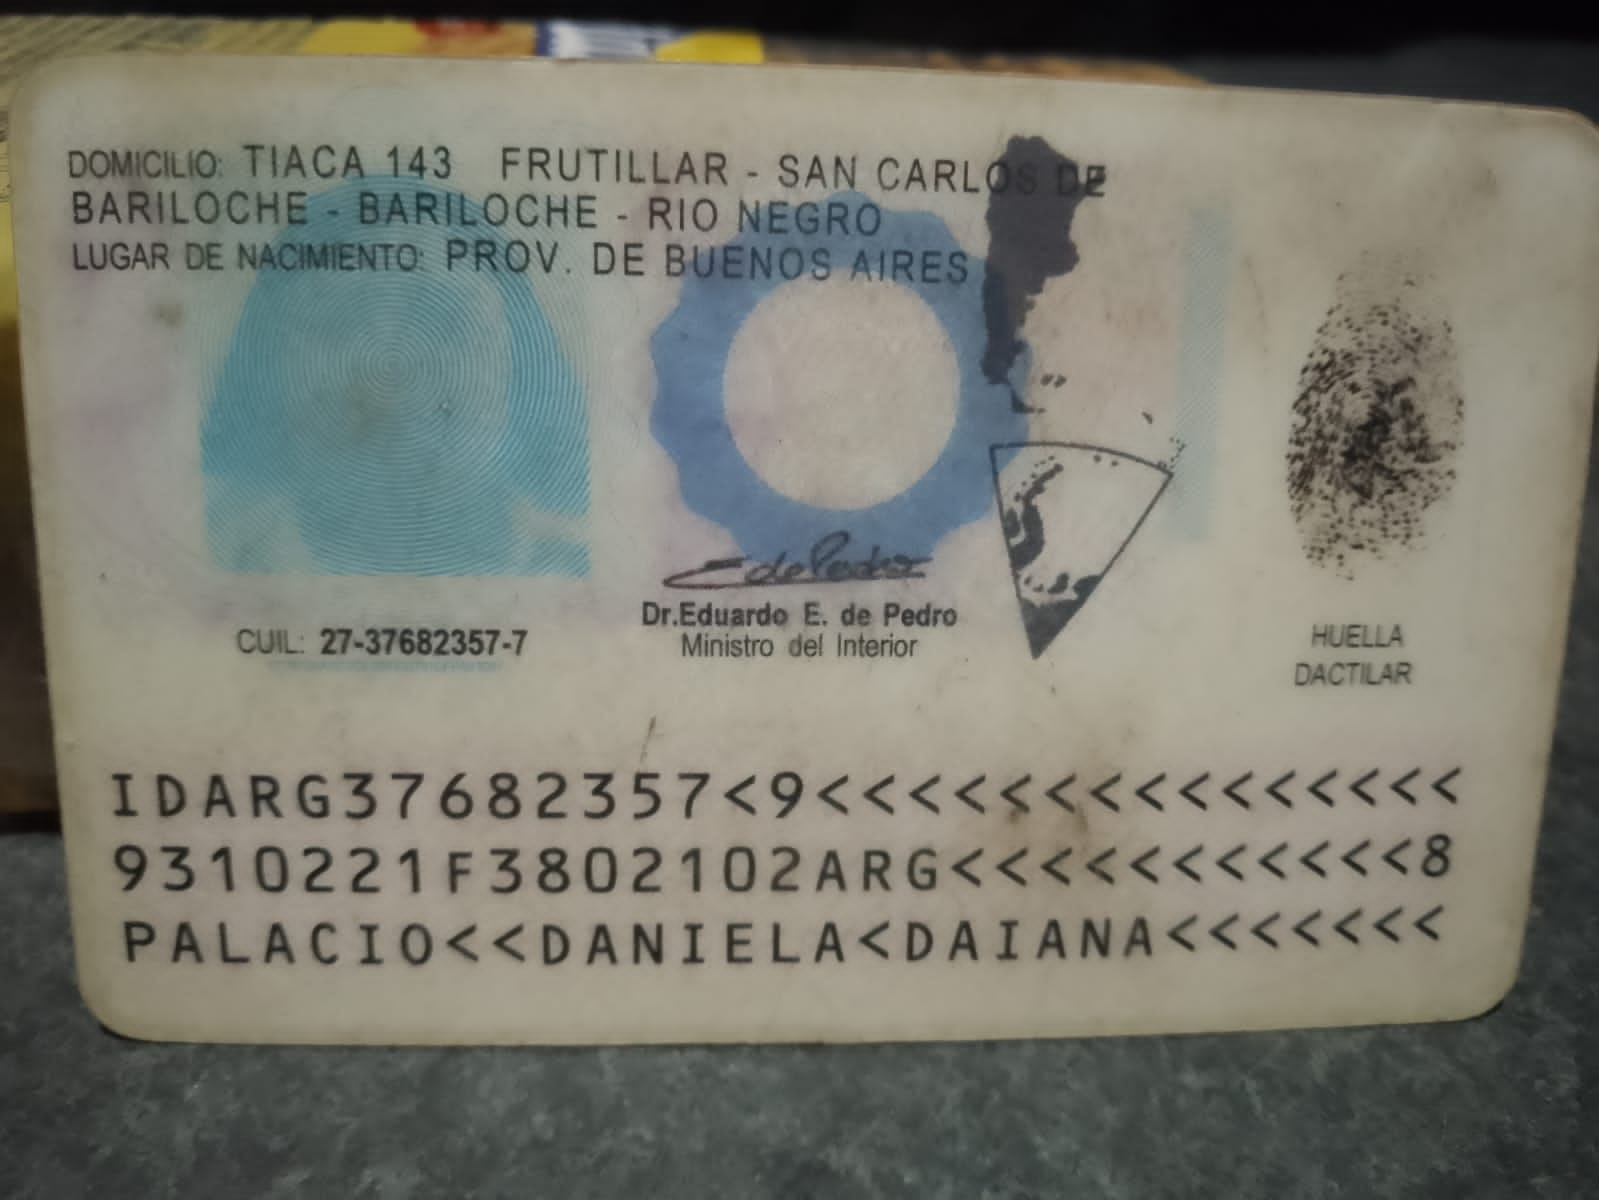 DOMICILIO: TIACA 143 FRUTILLAR - SAN CARLOS DE
BARILOCHE - BARILOCHE - RIO NEGRO
LUGAR DE NACIMIENTO: PROV. DE BUENOS AIRES
E de Pedro
Dr.Eduardo E. de Pedro
Ministro del Interior
CUIL: 27-37682357-7
HUELLA
DACTILAR
IDARG37682357<9<<<<<<<<<<<<<<<
9310221F3802102ARG<<<<<<<<<<<8
PALACIO<<DANIELA<DAIANA<<<<<<<